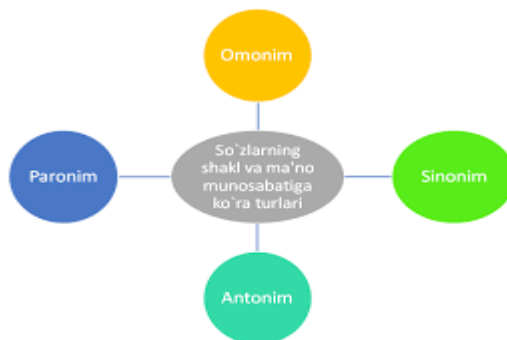 Omonim
Paronim
So`zlarning
shakl va ma'no
munosabatiga
ko`ra turlari
Sinonim
Antonim